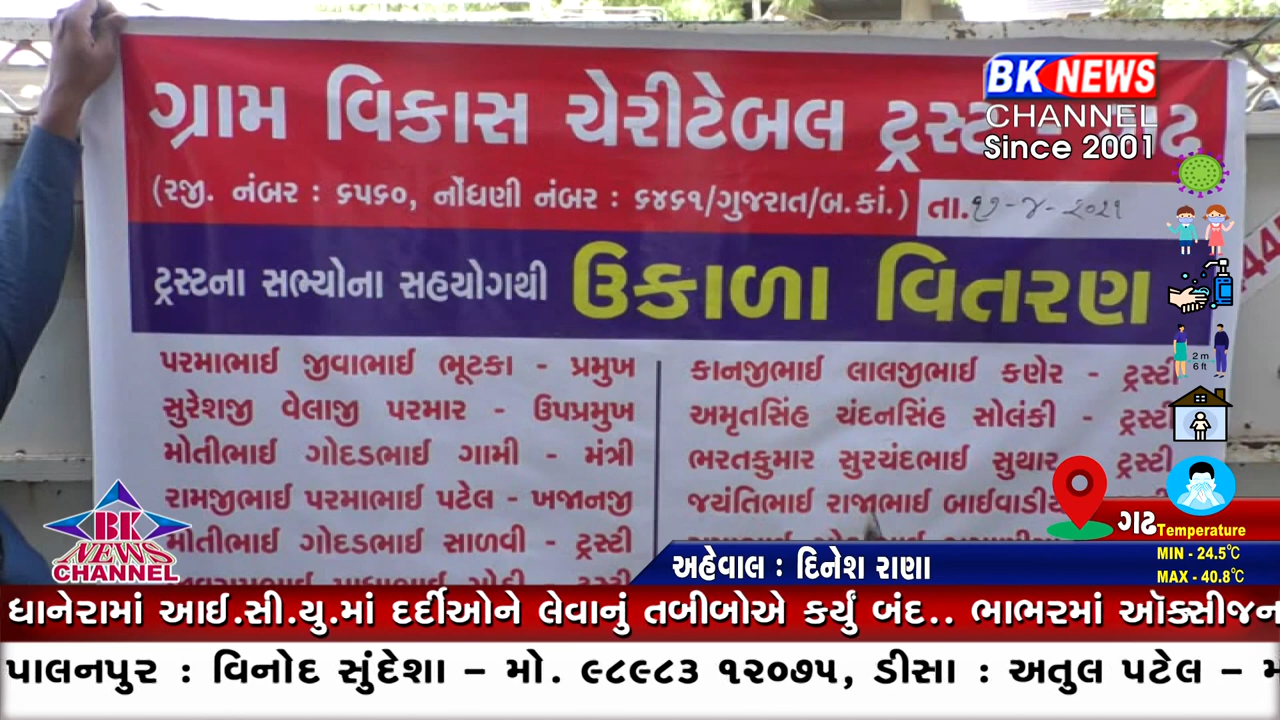 ગ્રામ વિકાસ ચેરીટેબલ ટ્રસ્ટ -
(રજી. નંબર : ૬૫૬૦, નોંધણી નંબર : ૬૪૬૧/ગુજરાત/બ.કાં.) તા.૧૭-૪-૨૦૨૧
ટ્રસ્ટના સભ્યોના સહયોગથી ઉકાળા વિતરણ
પરમાભાઈ જીવાભાઈ ભૂટકા - પ્રમુખ
સુરેશજી વેલાજી પરમાર - ઉપપ્રમુખ
મોતીભાઈ ગોદડભાઈ ગામી - મંત્રી
રામજીભાઈ પરમાભાઈ પટેલ - ખજાનજી
મોતીભાઈ ગોદડભાઈ સાળવી - ટ્રસ્ટી
કાનજીભાઈ લાલજીભાઈ કણેર - ટ્રસ્ટી
અમૃતસિંહ ચંદનસિંહ સોલંકી - ટ્રસ્ટી
ભરતકુમાર સુરચંદભાઈ સુથાર - ટ્રસ્ટી
જયંતિભાઈ રાજાભાઈ
BK NEWS
CHANNEL
Since 2001
2 m
6 ft
BK
NEWS
CHANNEL
ગઢ
Temperature
MIN - 24.5℃
MAX - 40.8℃
અહેવાલ : દિનેશ રાણા
ધાનેરામાં આઈ.સી.યુ.માં દર્દીઓને લેવાનું તબીબોએ કર્યું બંદ.. ભાભરમાં ઑક્સીજન
પાલનપુર : વિનોદ સુંદેશા – મો. ૯૮૯૮૩ ૧૨૦૭૫, ડીસા : અતુલ પટેલ –